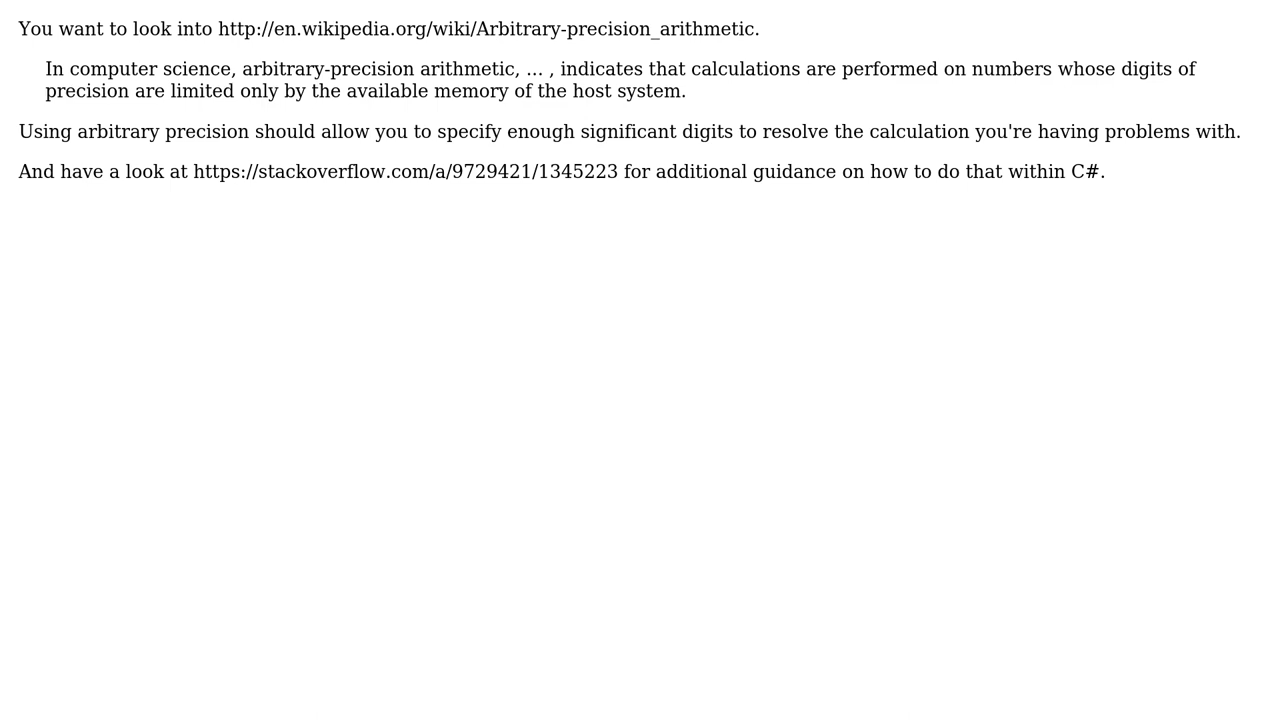 You want to look into http://en.wikipedia.org/wiki/Arbitrary-precision_arithmetic.
In computer science, arbitrary-precision arithmetic, ... , indicates that calculations are performed on numbers whose digits of
precision are limited only by the available memory of the host system.
Using arbitrary precision should allow you to specify enough significant digits to resolve the calculation you're having problems with.
And have a look at https://stackoverflow.com/a/9729421/1345223 for additional guidance on how to do that within C#.